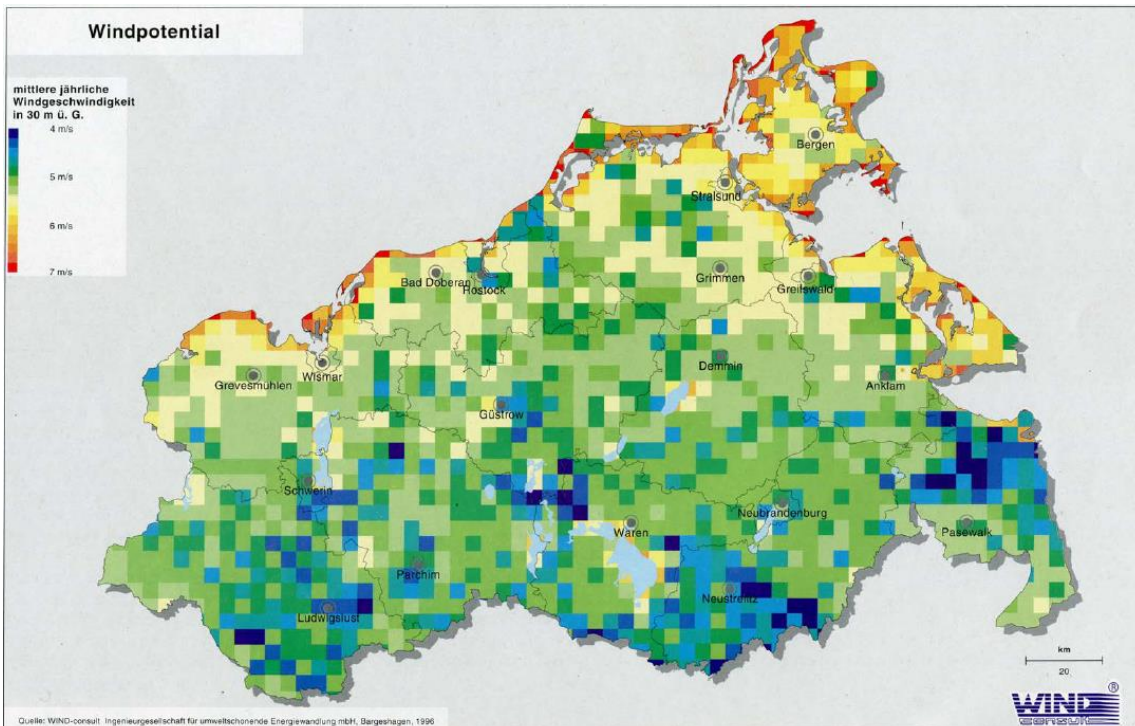 Windpotential
mittlere jährliche
Windgeschwindigkeit
in 30 m ü. G.
4 m/s
5 m/s
6 m/s
7 m/s
Bergen
Stralsund
Bad Doberan
Rostock
Grimmen
Greifswald
Grevesmühlen
Wismar
Demmin
Anklam
Güstrow
Schwerin
Neubrandenburg
Waren
Pasewalk
Parchim
Neustrelitz
Ludwigslust
km
20
Quelle: WIND-consult Ingenieurgesellschaft für umweltschonende Energiewandlung mbH, Bargeshagen, 1996
WIND ®
consult